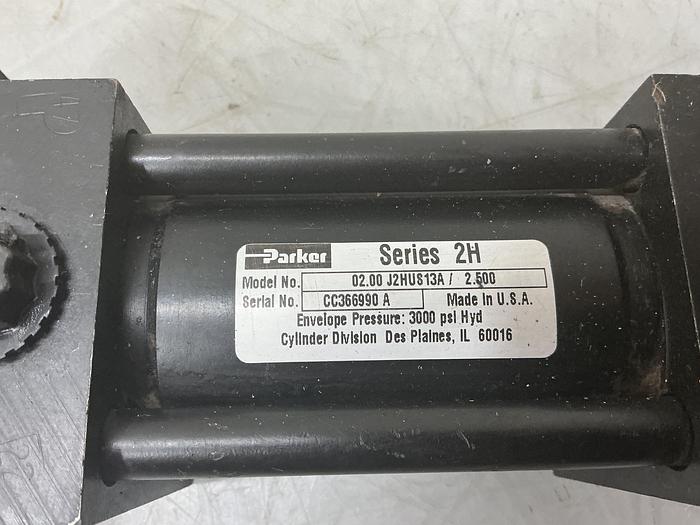 Parker Series 2H
Model No. 02.00 J2HUS13A / 2.500
Serial No. CC366990 A Made In U.S.A.
Envelope Pressure: 3000 psi Hyd
Cylinder Division Des Plaines, IL 60016